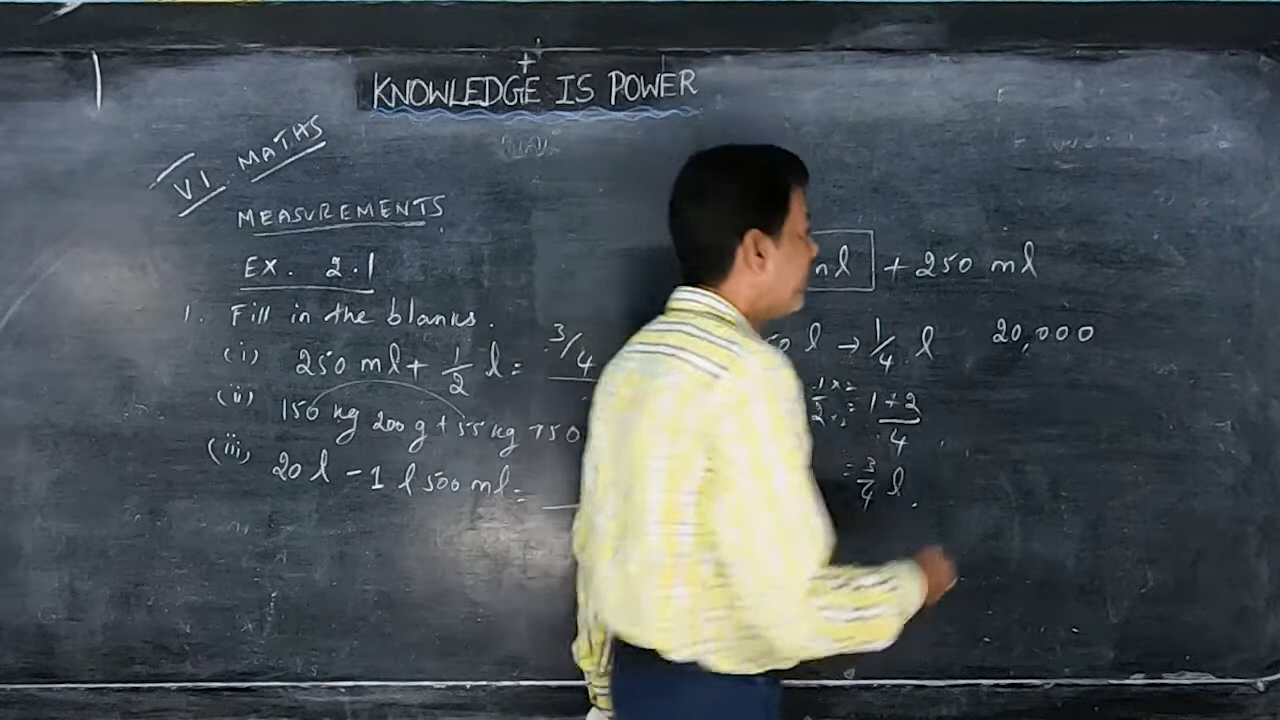 KNOWLEDGE IS POWER
VI MATHS
MEASUREMENTS
EX. 2.1
1. Fill in the blanks.
(i) 250 ml + 1/2 l = 3/4
(ii) 150 kg 200 g + 55 kg 750
(iii) 20 l - 1 l 500 ml =
ml + 250 ml
50 l → 1/4 l
20,000
= 1+2/4
= 3/4 l.